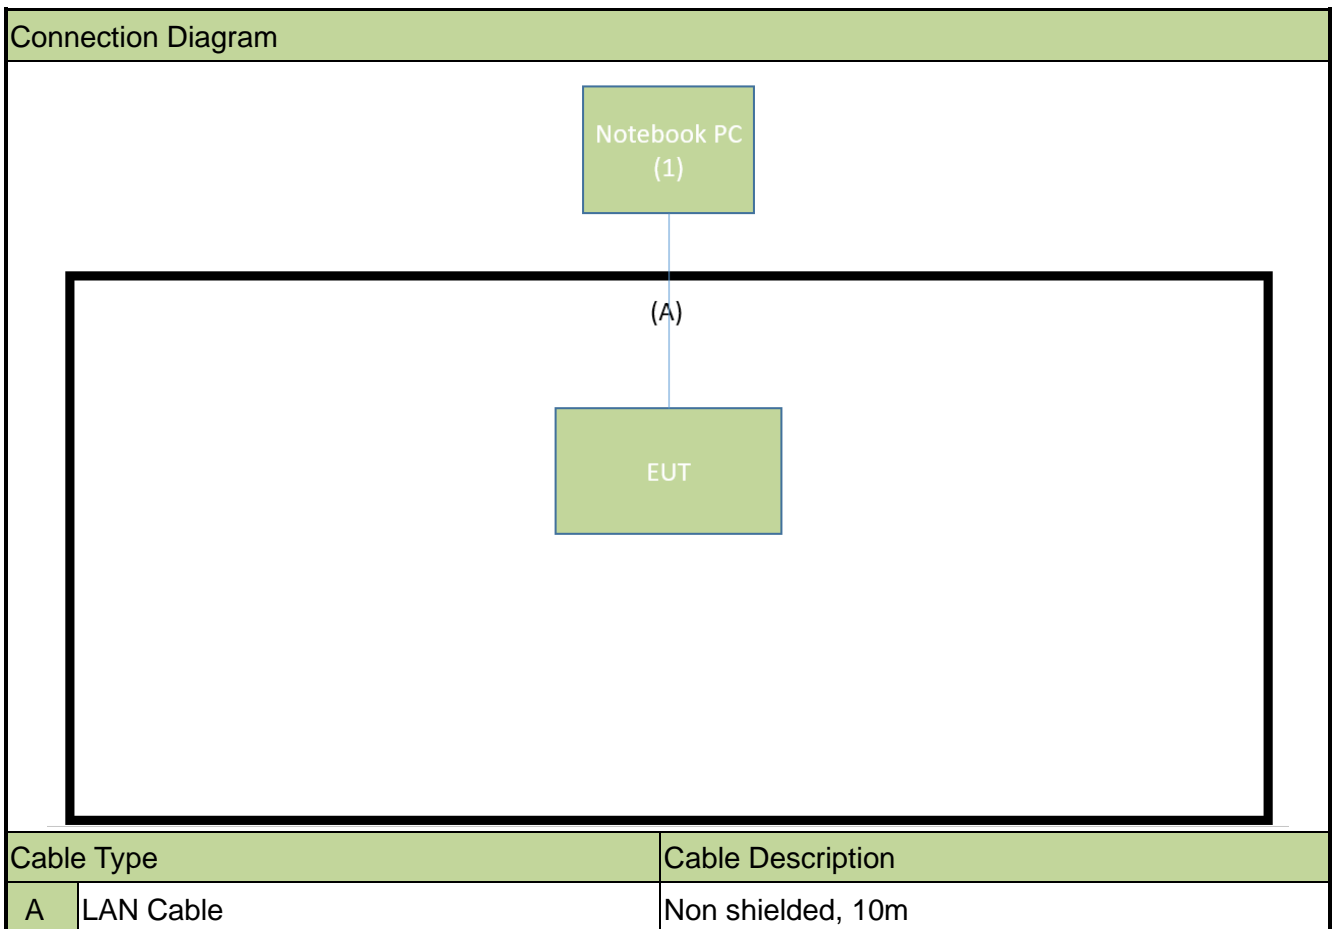 Connection Diagram
Notebook PC
(1)
(A)
EUT
Cable Type Cable Description
A LAN Cable Non shielded, 10m